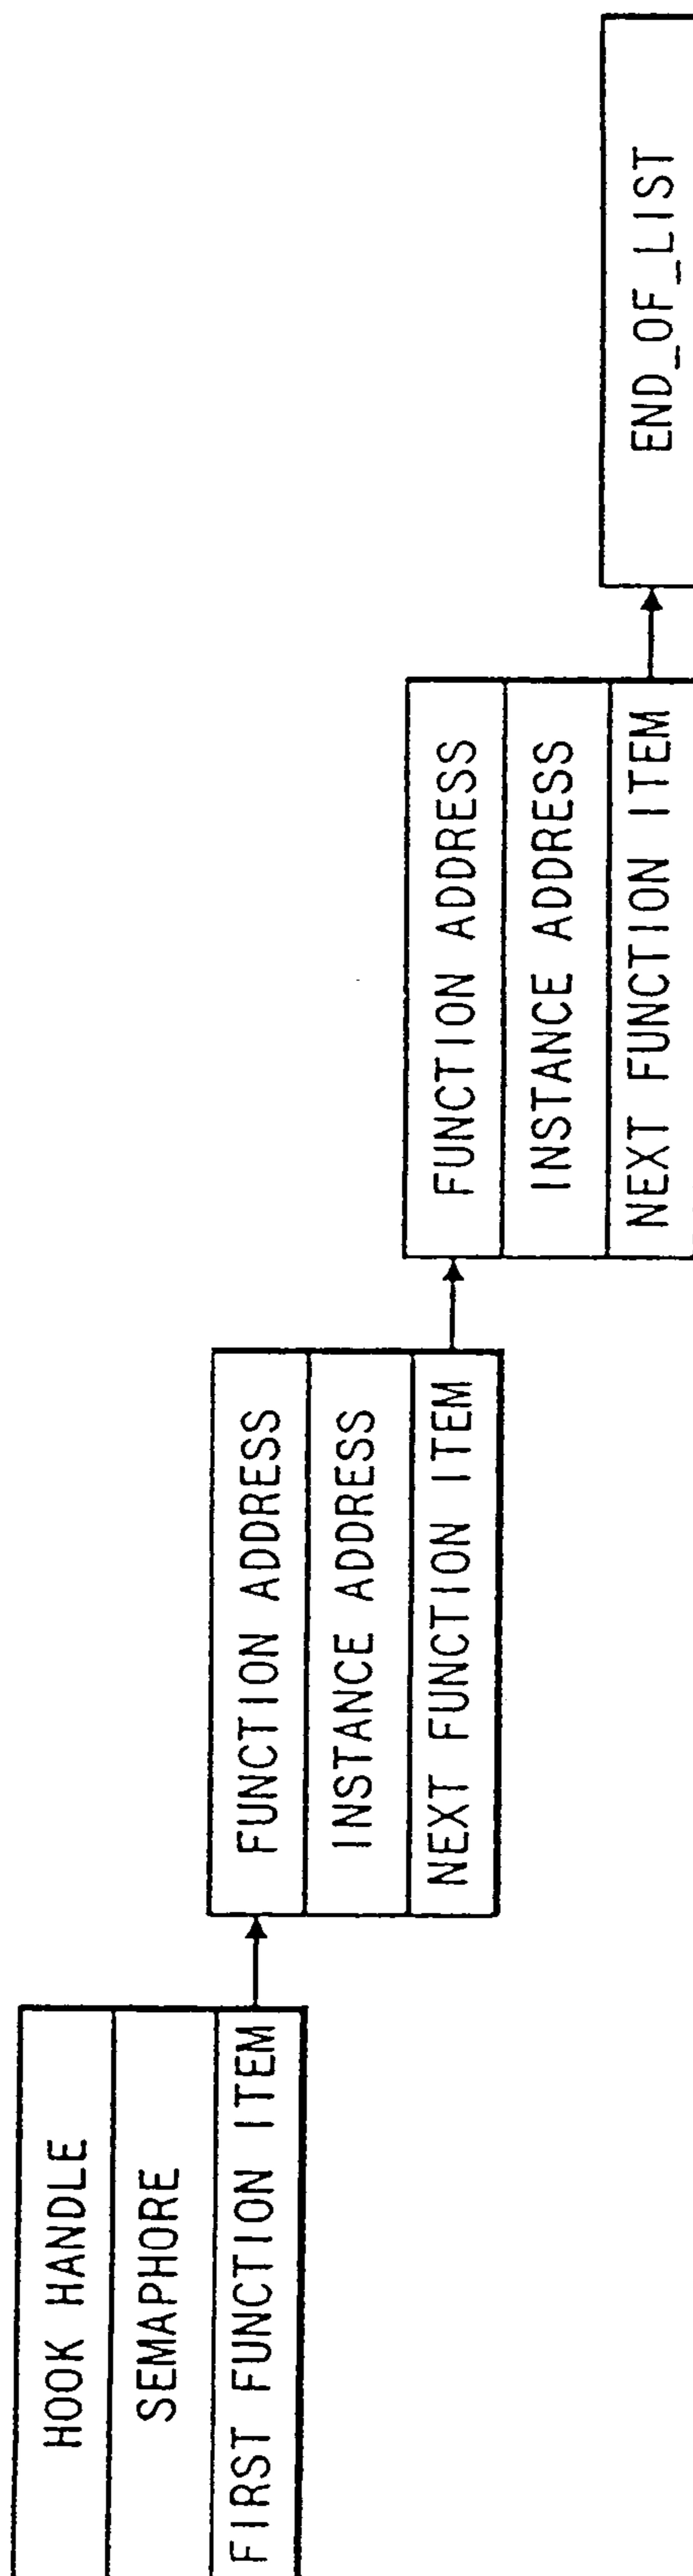 HOOK HANDLE
SEMAPHORE
FIRST FUNCTION ITEM
FUNCTION ADDRESS
INSTANCE ADDRESS
NEXT FUNCTION ITEM
FUNCTION ADDRESS
INSTANCE ADDRESS
NEXT FUNCTION ITEM
END_OF_LIST